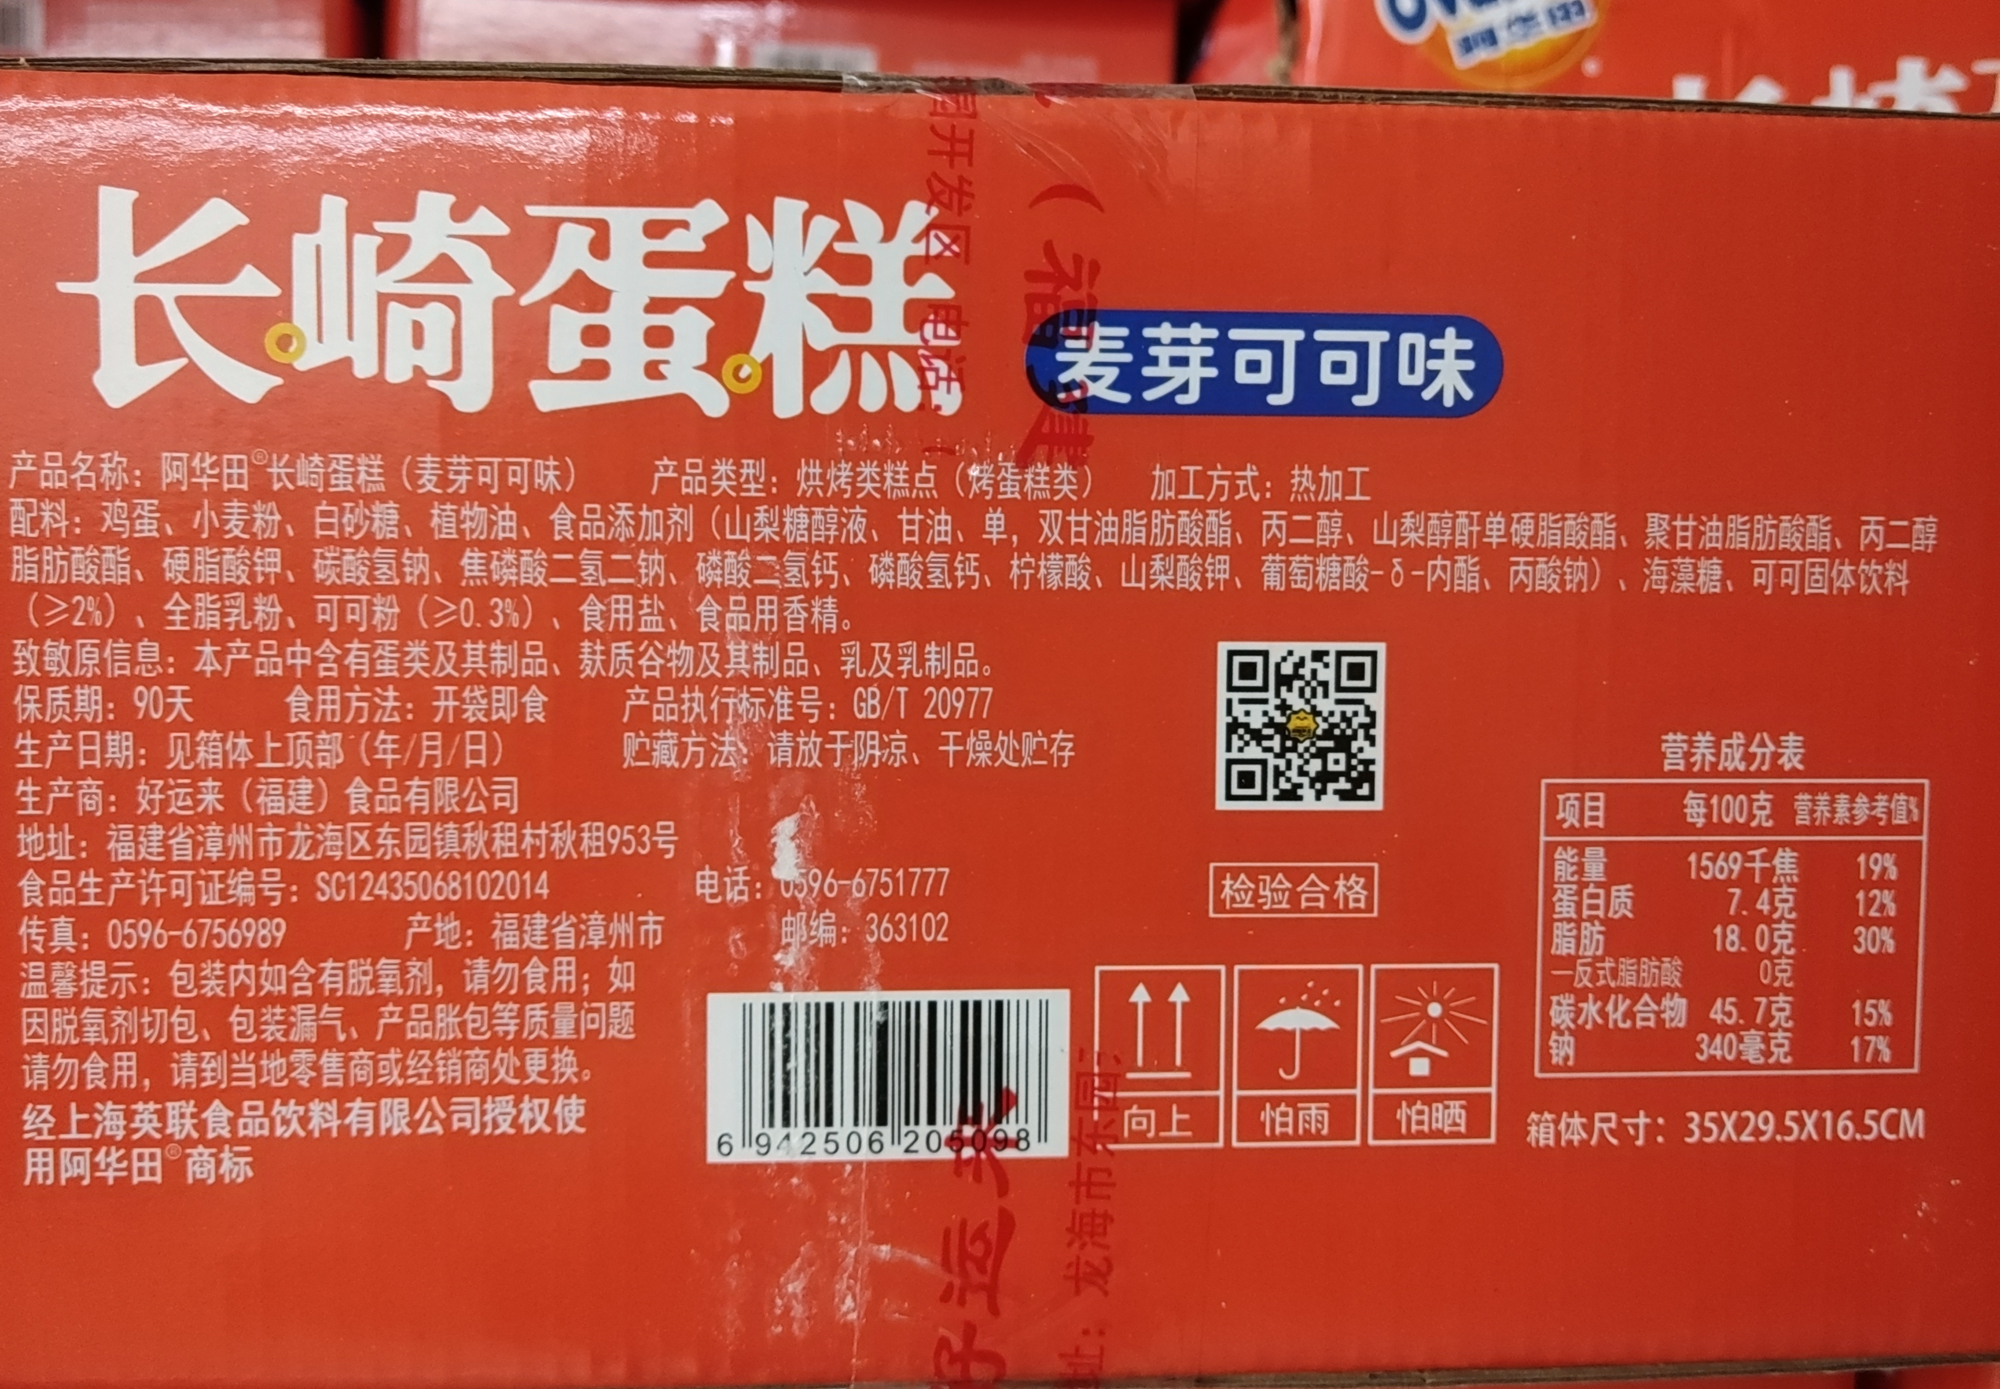 长崎蛋糕
麦芽可可味
产品名称：阿华田®长崎蛋糕（麦芽可可味） 产品类型：烘烤类糕点（烤蛋糕类） 加工方式：热加工
配料：鸡蛋、小麦粉、白砂糖、植物油、食品添加剂（山梨糖醇液、甘油、单，双甘油脂肪酸酯、丙二醇、山梨醇酐单硬脂酸酯、聚甘油脂肪酸酯、丙二醇
脂肪酸酯、硬脂酸钾、碳酸氢钠、焦磷酸二氢二钠、磷酸二氢钙、磷酸氢钙、柠檬酸、山梨酸钾、葡萄糖酸-δ-内酯、丙酸钠）、海藻糖、可可固体饮料
（≥2%）、全脂乳粉、可可粉（≥0.3%）、食用盐、食品用香精。
致敏原信息：本产品中含有蛋类及其制品、麸质谷物及其制品、乳及乳制品。
保质期：90天 食用方法：开袋即食 产品执行标准号：GB/T 20977
生产日期：见箱体上顶部（年/月/日） 贮藏方法：请放于阴凉、干燥处贮存
生产商：好运来（福建）食品有限公司
地址：福建省漳州市龙海区东园镇秋租村秋租953号
食品生产许可证编号：SC12435068102014 电话：0596-6751777
传真：0596-6756989 产地：福建省漳州市 邮编：363102
温馨提示：包装内如含有脱氧剂，请勿食用；如
因脱氧剂切包、包装漏气、产品胀包等质量问题
请勿食用，请到当地零售商或经销商处更换。
经上海英联食品饮料有限公司授权使
用阿华田®商标
6 942506 205098
检验合格
向上 怕雨 怕晒
营养成分表
项目 每100克 营养素参考值%
能量 1569千焦 19%
蛋白质 7.4克 12%
脂肪 18.0克 30%
—反式脂肪酸 0克
碳水化合物 45.7克 15%
钠 340毫克 17%
箱体尺寸：35X29.5X16.5CM
开发区 电话：
（福建
好运来
址：龙海市东园